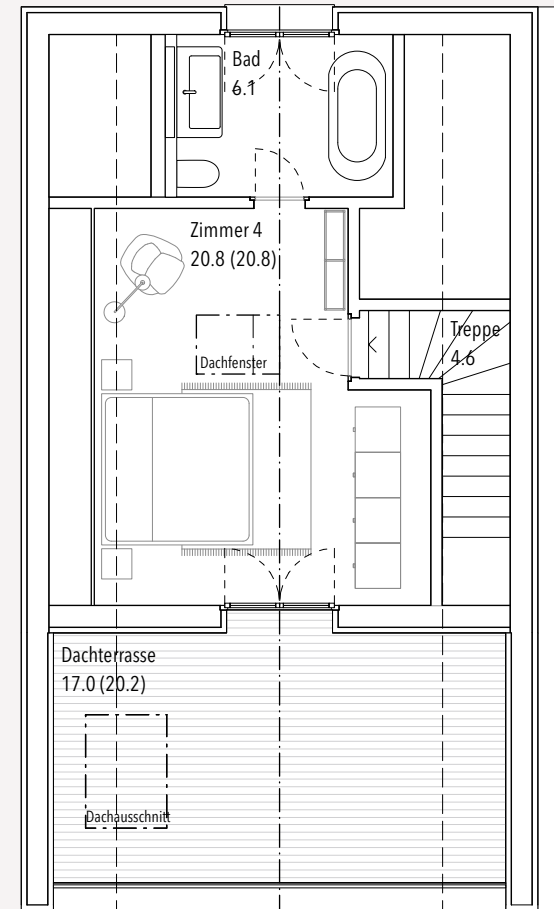 Bad
6.1
Zimmer 4
20.8 (20.8)
Dachfenster
Treppe
4.6
Dachterrasse
17.0 (20.2)
Dachausschnitt